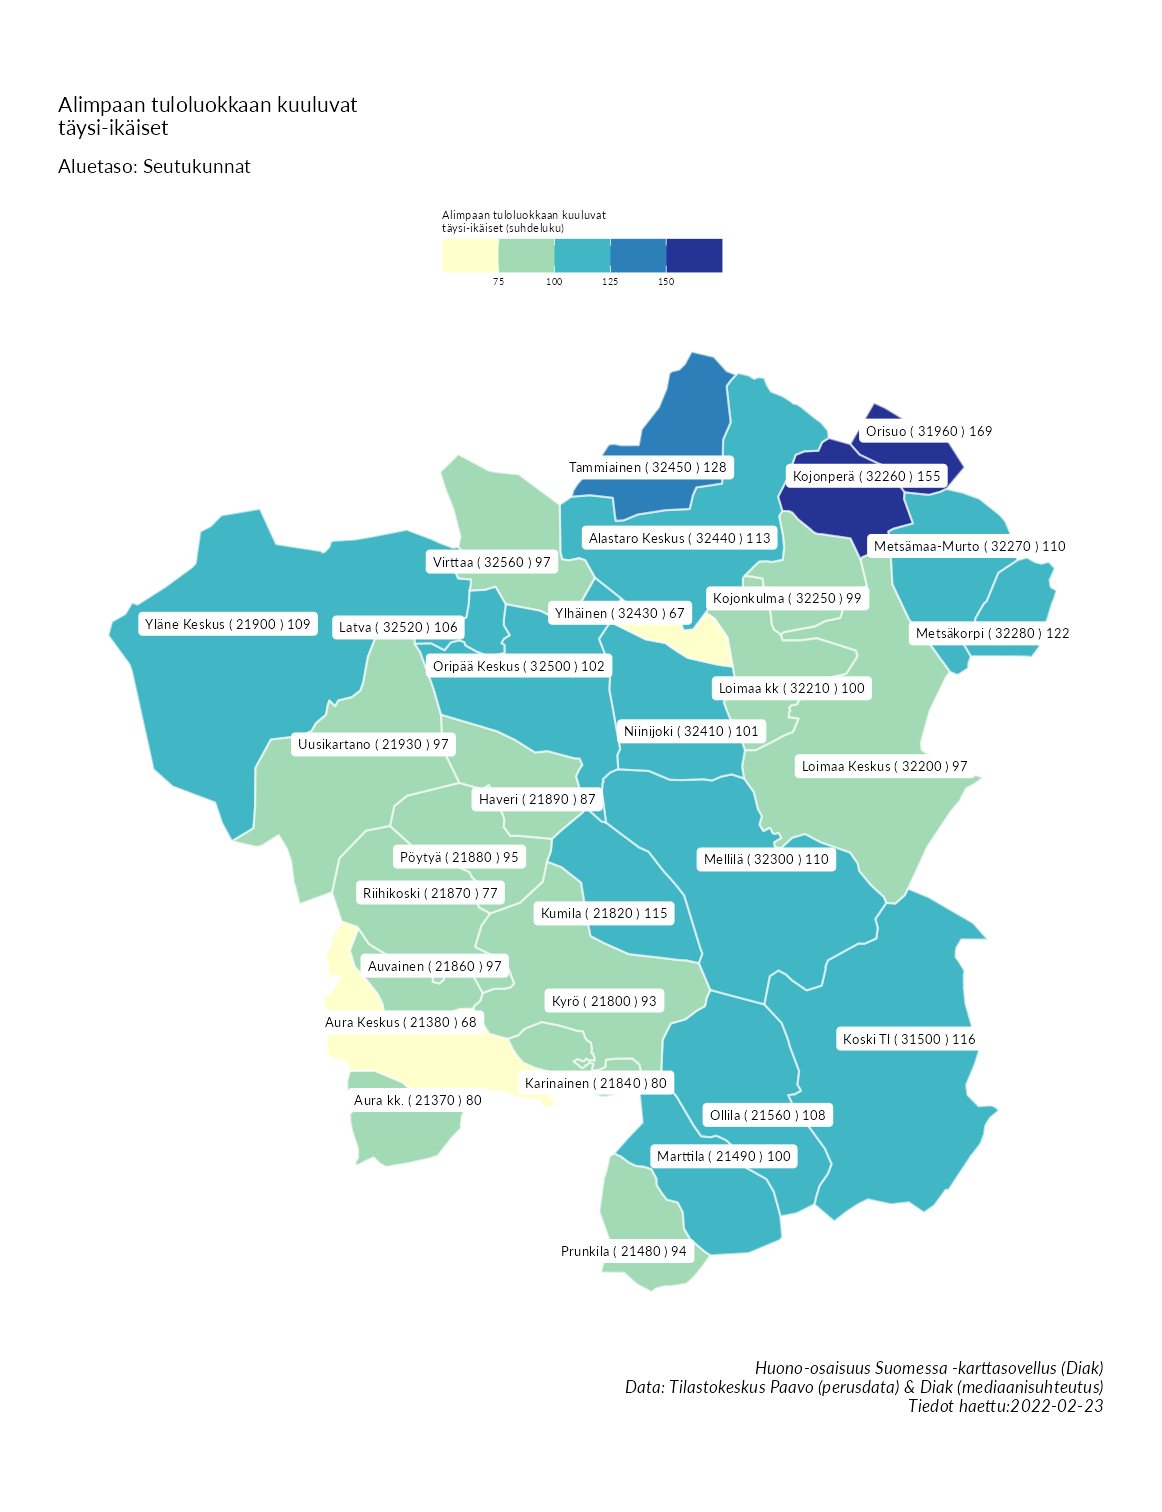 Alimpaan tuloluokkaan kuuluvat
täysi-ikäiset
Aluetaso: Seutukunnat
Alimpaan tuloluokkaan kuuluvat
täysi-ikäiset (suhdeluku)
75 100 125 150
Orisuo ( 31960 ) 169
Tammiainen ( 32450 ) 128
Kojonperä ( 32260 ) 155
Alastaro Keskus ( 32440 ) 113
Metsämaa-Murto ( 32270 ) 110
Virttaa ( 32560 ) 97
Kojonkulma ( 32250 ) 99
Ylhäinen ( 32430 ) 67
Yläne Keskus ( 21900 ) 109
Latva ( 32520 ) 106
Metsäkorpi ( 32280 ) 122
Oripää Keskus ( 32500 ) 102
Loimaa kk ( 32210 ) 100
Niinijoki ( 32410 ) 101
Uusikartano ( 21930 ) 97
Loimaa Keskus ( 32200 ) 97
Haveri ( 21890 ) 87
Pöytyä ( 21880 ) 95
Mellilä ( 32300 ) 110
Riihikoski ( 21870 ) 77
Kumila ( 21820 ) 115
Auvainen ( 21860 ) 97
Kyrö ( 21800 ) 93
Aura Keskus ( 21380 ) 68
Koski Tl ( 31500 ) 116
Karinainen ( 21840 ) 80
Aura kk. ( 21370 ) 80
Ollila ( 21560 ) 108
Marttila ( 21490 ) 100
Prunkila ( 21480 ) 94
Huono-osaisuus Suomessa -karttasovellus (Diak)
Data: Tilastokeskus Paavo (perusdata) & Diak (mediaanisuhteutus)
Tiedot haettu:2022-02-23